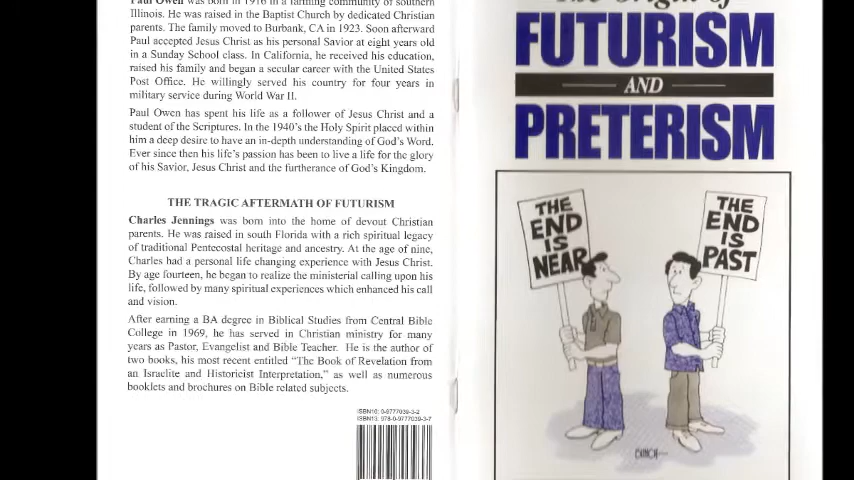 Paul Owen was born in 1916 in a farming community of southern
Illinois. He was raised in the Baptist Church by dedicated Christian
parents. The family moved to Burbank, CA in 1923. Soon afterward
Paul accepted Jesus Christ as his personal Savior at eight years old
in a Sunday School class. In California, he received his education,
raised his family and began a secular career with the United States
Post Office. He willingly served his country for four years in
military service during World War II.
Paul Owen has spent his life as a follower of Jesus Christ and a
student of the Scriptures. In the 1940's the Holy Spirit placed within
him a deep desire to have an in-depth understanding of God's Word.
Ever since then his life's passion has been to live a life for the glory
of his Savior, Jesus Christ and the furtherance of God's Kingdom.
THE TRAGIC AFTERMATH OF FUTURISM
Charles Jennings was born into the home of devout Christian
parents. He was raised in south Florida with a rich spiritual legacy
of traditional Pentecostal heritage and ancestry. At the age of nine,
Charles had a personal life changing experience with Jesus Christ.
By age fourteen, he began to realize the ministerial calling upon his
life, followed by many spiritual experiences which enhanced his call
and vision.
After earning a BA degree in Biblical Studies from Central Bible
College in 1969, he has served in Christian ministry for many
years as Pastor, Evangelist and Bible Teacher. He is the author of
two books, his most recent entitled "The Book of Revelation from
an Israelite and Historicist Interpretation," as well as numerous
booklets and brochures on Bible related subjects.
ISBN10: 0-9777039-3-2
ISBN13: 978-0-9777039-3-7
The Origin of
FUTURISM
AND
PRETERISM
THE
END
IS
NEAR
THE
END
IS
PAST